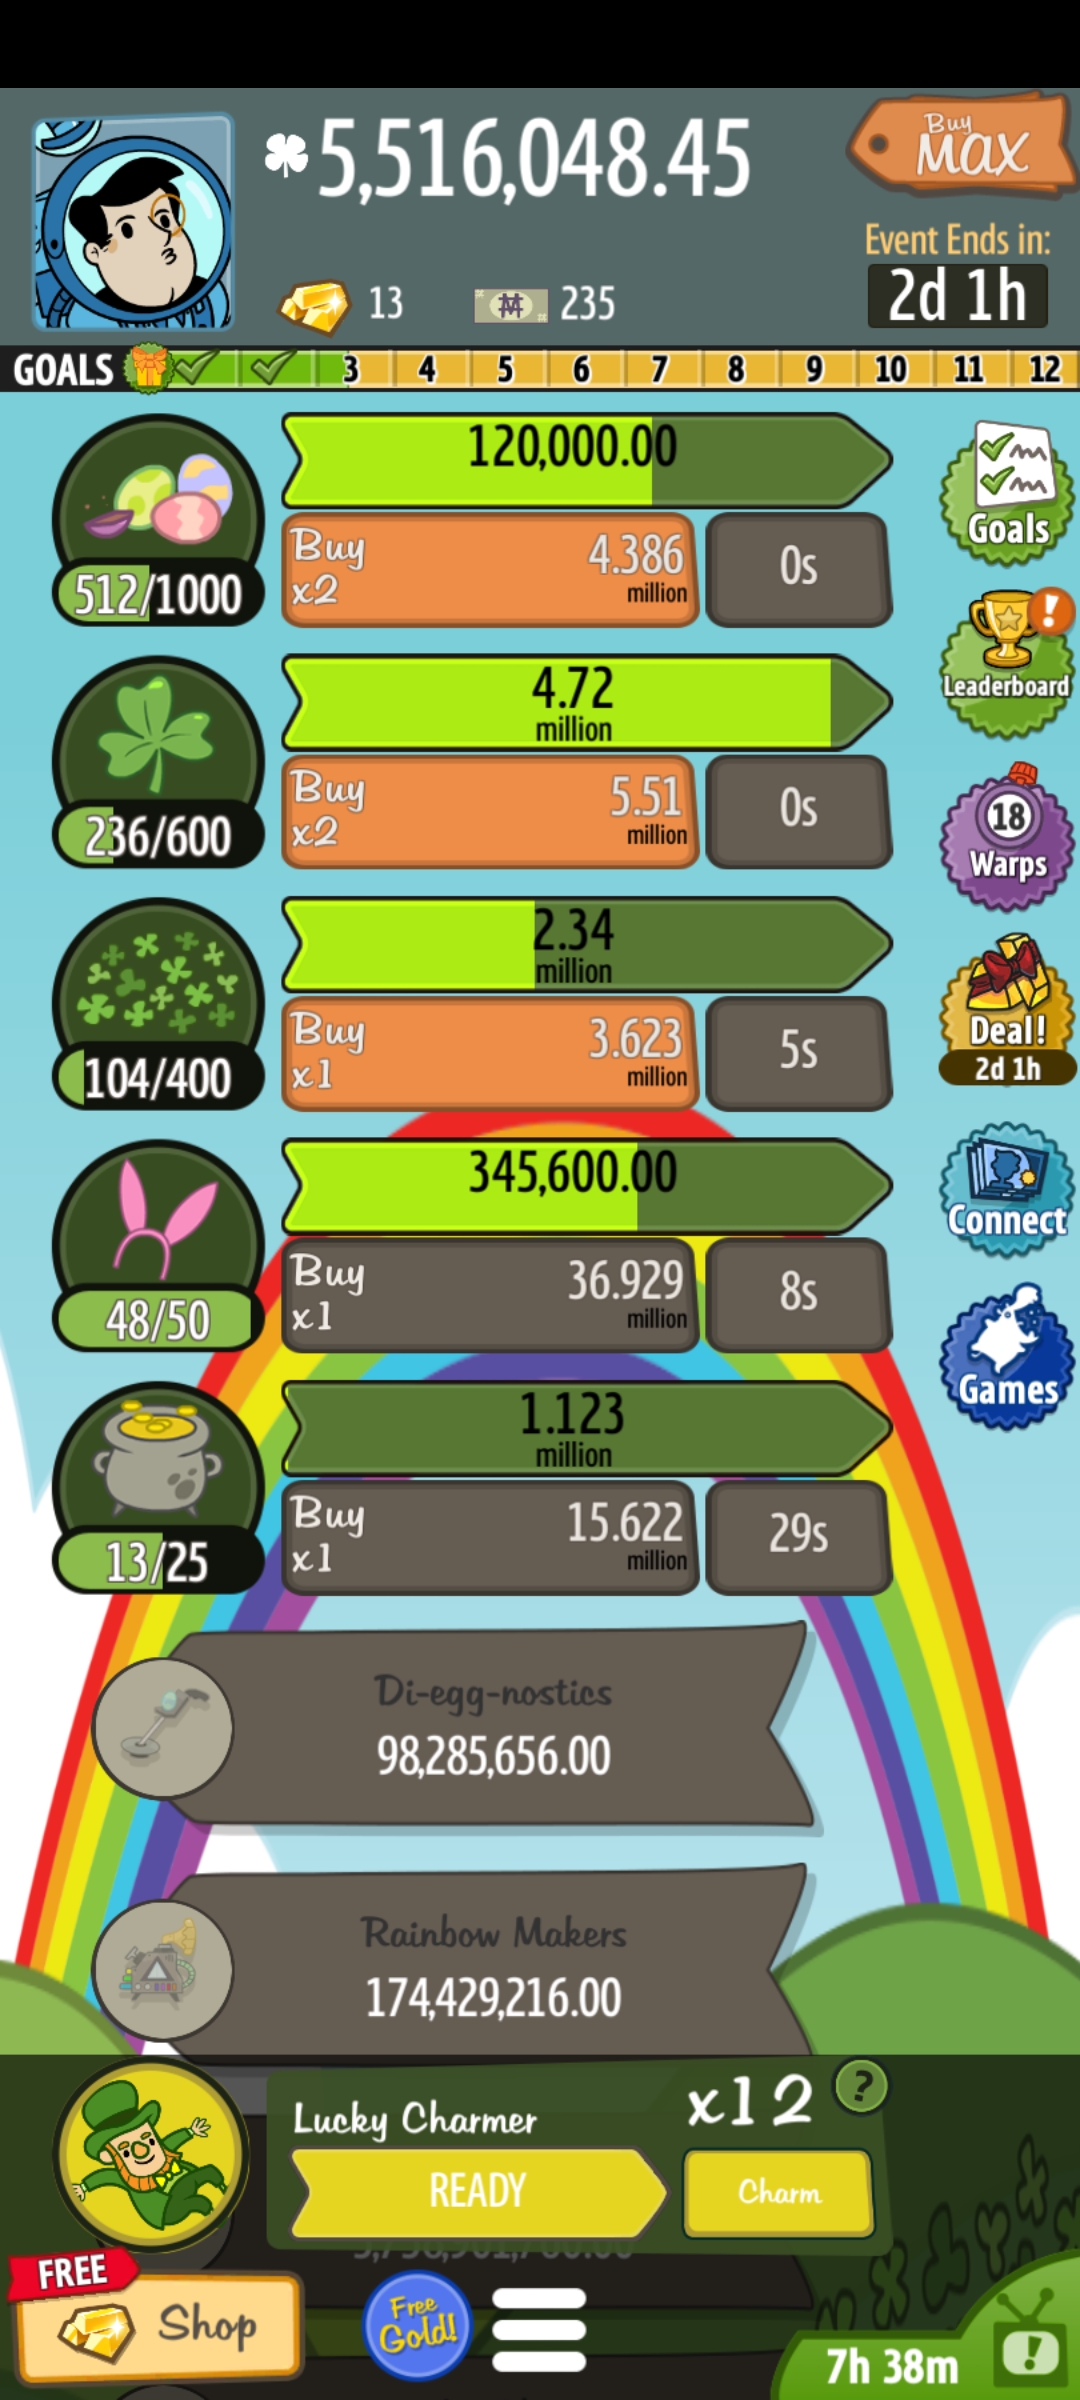 5,516,048.45
Buy
MAX
Event Ends in:
2d 1h
13
235
GOALS 3 4 5 6 7 8 9 10 11 12
120,000.00
Buy
x2
4.386
million
0s
512/1000
Goals
Leaderboard
4.72
million
Buy
x2
5.51
million
0s
236/600
18
Warps
2.34
million
Buy
x1
3.623
million
5s
104/400
Deal!
2d 1h
345,600.00
Buy
x1
36.929
million
8s
48/50
Connect
Games
1.123
million
Buy
x1
15.622
million
29s
13/25
Di-egg-nostics
98,285,656.00
Rainbow Makers
174,429,216.00
Lucky Charmer
x12
?
READY
Charm
FREE
Shop
Free
Gold!
7h 38m